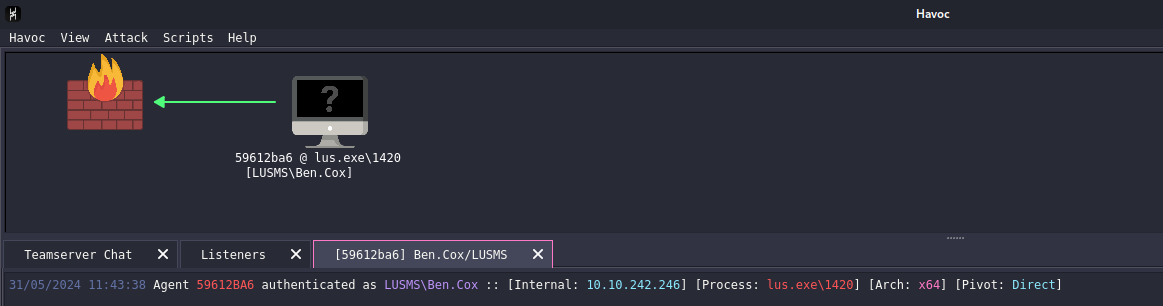 Havoc
Havoc View Attack Scripts Help
?
59612ba6 @ lus.exe\1420
[LUSMS\Ben.Cox]
Teamserver Chat Listeners [59612ba6] Ben.Cox/LUSMS
31/05/2024 11:43:38 Agent 59612BA6 authenticated as LUSMS\Ben.Cox :: [Internal: 10.10.242.246] [Process: lus.exe\1420] [Arch: x64] [Pivot: Direct]